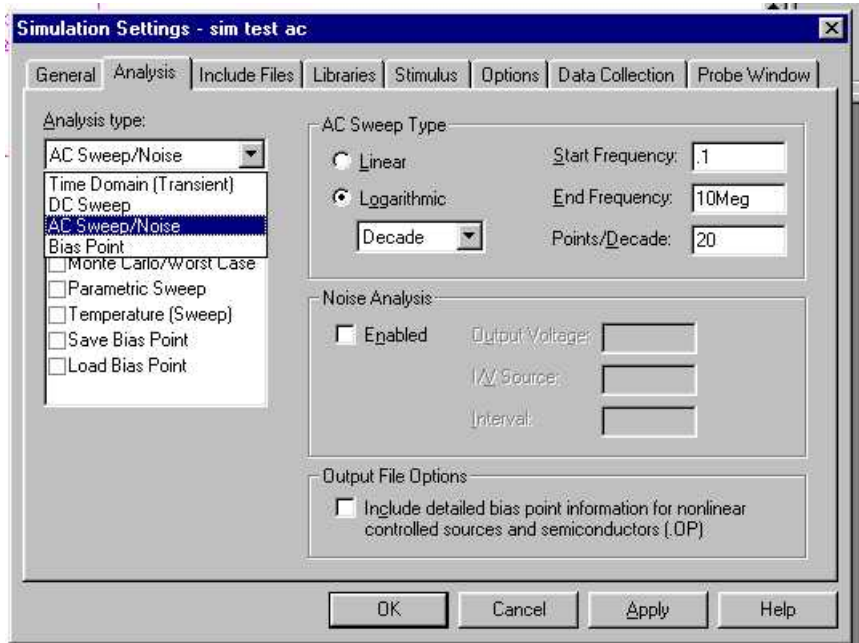 Simulation Settings - sim test ac
General Analysis Include Files Libraries Stimulus Options Data Collection Probe Window
Analysis type:
AC Sweep/Noise
Time Domain (Transient)
DC Sweep
AC Sweep/Noise
Bias Point
Monte Carlo/Worst Case
Parametric Sweep
Temperature (Sweep)
Save Bias Point
Load Bias Point
AC Sweep Type
Linear
Logarithmic
Decade
Start Frequency: .1
End Frequency: 10Meg
Points/Decade: 20
Noise Analysis
Enabled
Output Voltage:
I/V Source:
Interval:
Output File Options
Include detailed bias point information for nonlinear
controlled sources and semiconductors (.OP)
OK Cancel Apply Help